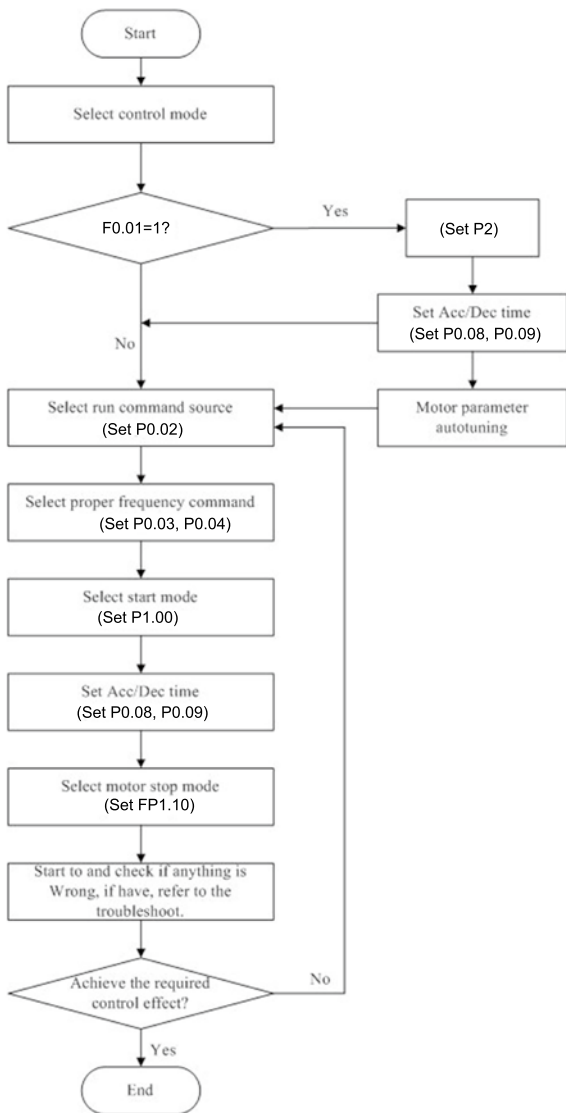 Start
Select control mode
F0.01=1?
Yes
(Set P2)
Set Acc/Dec time
(Set P0.08, P0.09)
No
Select run command source
(Set P0.02)
Motor parameter
autotuning
Select proper frequency command
(Set P0.03, P0.04)
Select start mode
(Set P1.00)
Set Acc/Dec time
(Set P0.08, P0.09)
Select motor stop mode
(Set FP1.10)
Start to and check if anything is
Wrong, if have, refer to the
troubleshoot.
Achieve the required
control effect?
No
Yes
End